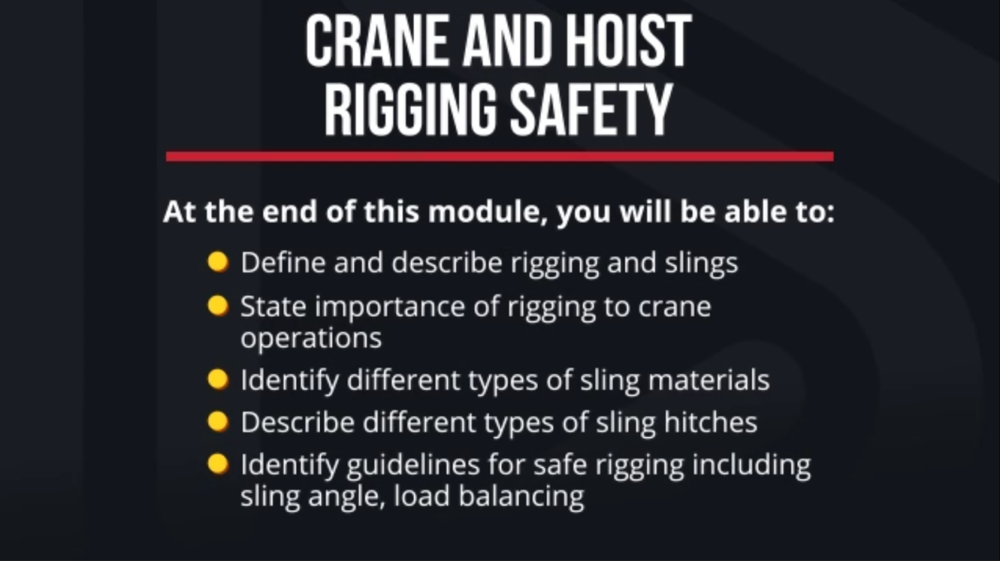 CRANE AND HOIST
RIGGING SAFETY
At the end of this module, you will be able to:
Define and describe rigging and slings
State importance of rigging to crane
operations
Identify different types of sling materials
Describe different types of sling hitches
Identify guidelines for safe rigging including
sling angle, load balancing